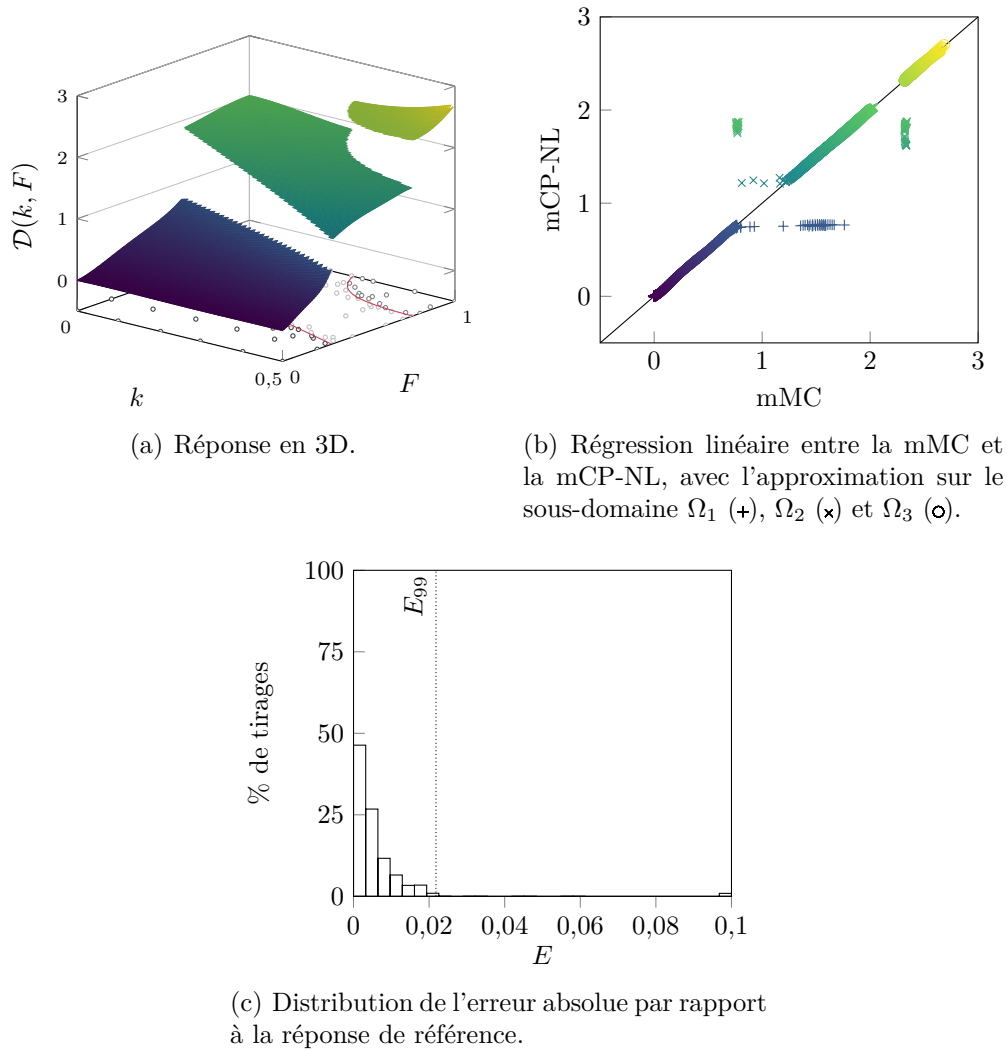 3
2
1
0
𝒟(k, F)
0
0,5
0
1
k
F
(a) Réponse en 3D.
3
2
1
0
mCP-NL
0
1
2
3
mMC
(b) Régression linéaire entre la mMC et
la mCP-NL, avec l'approximation sur le
sous-domaine Ω₁ (+), Ω₂ (×) et Ω₃ (o).
100
75
50
25
0
% de tirages
E₉₉
0
0,02
0,04
0,06
0,08
0,1
E
(c) Distribution de l'erreur absolue par rapport
à la réponse de référence.